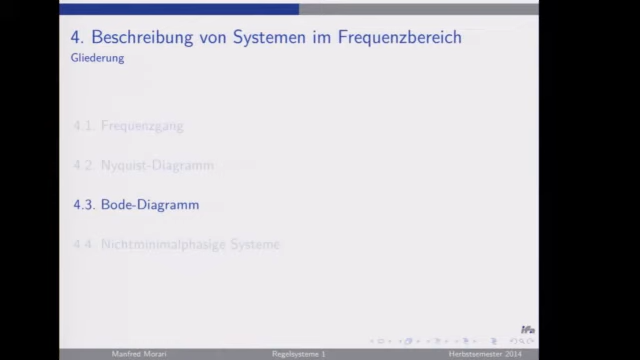 4. Beschreibung von Systemen im Frequenzbereich
Gliederung
4.1. Frequenzgang
4.2. Nyquist-Diagramm
4.3. Bode-Diagramm
4.4. Nichtminimalphasige Systeme
ifa
Manfred Morari Regelsysteme 1 Herbstsemester 2014